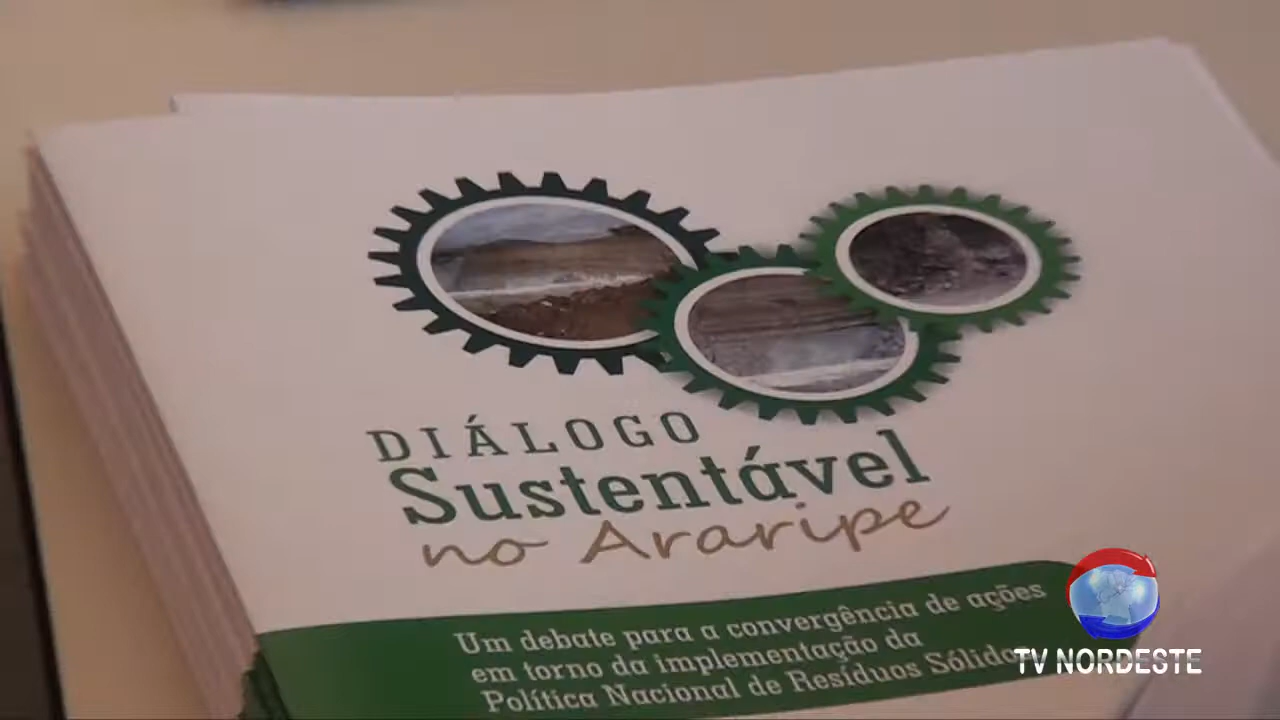 DIÁLOGO
Sustentável
no Araripe
Um debate para a convergência de ações
em torno da implementação da
Política Nacional de Resíduos Sólidos
TV NORDESTE